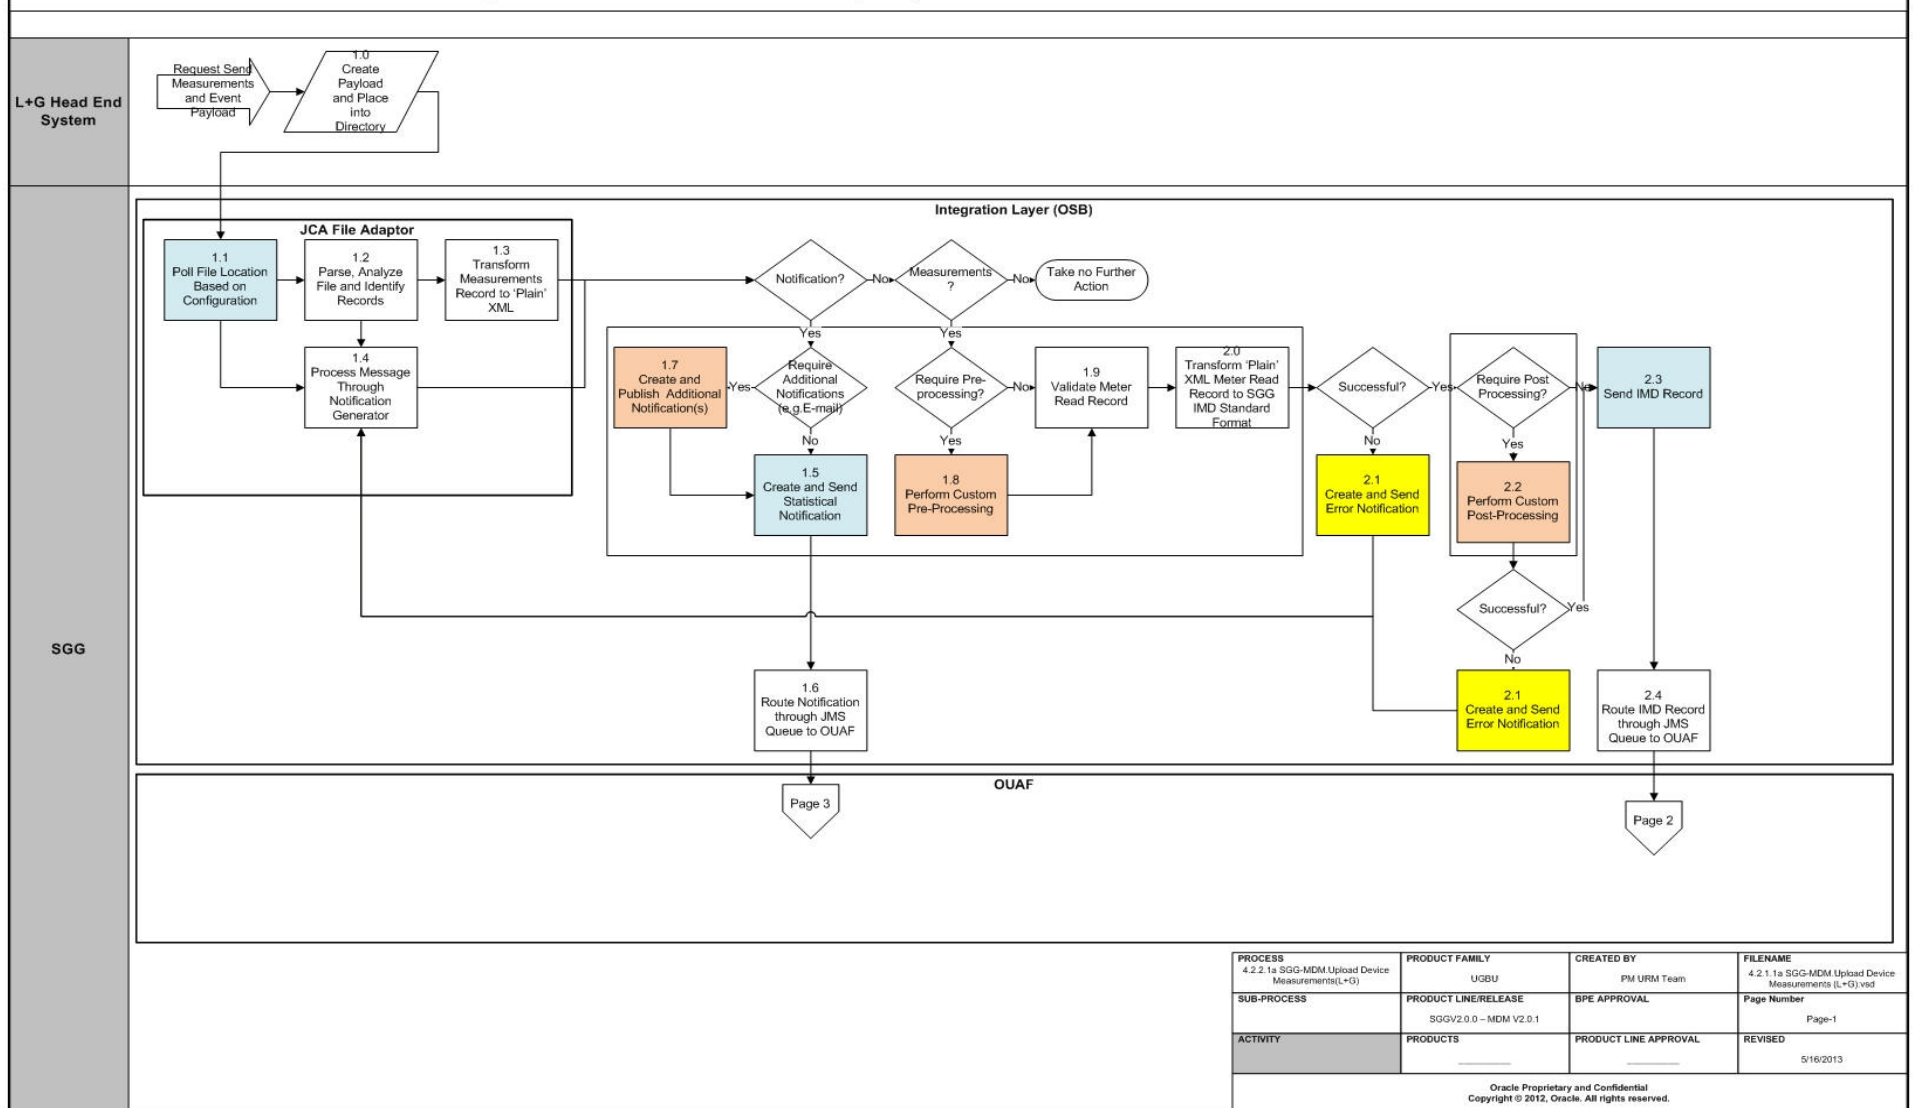 L+G Head End
System
Request Send
Measurements
and Event
Payload
1.0
Create
Payload
and Place
into
Directory
SGG
Integration Layer (OSB)
JCA File Adaptor
1.1
Poll File Location
Based on
Configuration
1.2
Parse, Analyze
File and Identify
Records
1.3
Transform
Measurements
Record to 'Plain'
XML
1.4
Process Message
Through
Notification
Generator
Notification?
No
Measurements
?
No
Take no Further
Action
Yes
Yes
1.7
Create and
Publish Additional
Notification(s)
Yes
Require
Additional
Notifications
(e.g.E-mail)
No
1.5
Create and Send
Statistical
Notification
Require Pre-
processing?
No
Yes
1.8
Perform Custom
Pre-Processing
1.9
Validate Meter
Read Record
2.0
Transform 'Plain'
XML Meter Read
Record to SGG
IMD Standard
Format
Successful?
Yes
No
2.1
Create and Send
Error Notification
Require Post
Processing?
No
Yes
2.2
Perform Custom
Post-Processing
Successful?
Yes
No
2.1
Create and Send
Error Notification
2.3
Send IMD Record
1.6
Route Notification
through JMS
Queue to OUAF
2.4
Route IMD Record
through JMS
Queue to OUAF
OUAF
Page 3
Page 2
PROCESS
4.2.2.1a SGG-MDM.Upload Device
Measurements(L+G)
PRODUCT FAMILY
UGBU
CREATED BY
PM URM Team
FILENAME
4.2.1.1a SGG-MDM.Upload Device
Measurements (L+G).vsd
SUB-PROCESS
PRODUCT LINE/RELEASE
SGGV2.0.0 – MDM V2.0.1
BPE APPROVAL
Page Number
Page-1
ACTIVITY
PRODUCTS
PRODUCT LINE APPROVAL
REVISED
5/16/2013
Oracle Proprietary and Confidential
Copyright © 2012, Oracle. All rights reserved.